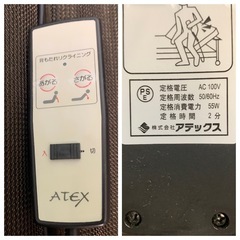 背もたれリクライニング
あがる さがる
入 切
ATEX
PS
E
定格電圧 AC 100V
定格周波数 50/60Hz
定格消費電力 55W
定格時間 2分
株式会社アテックス